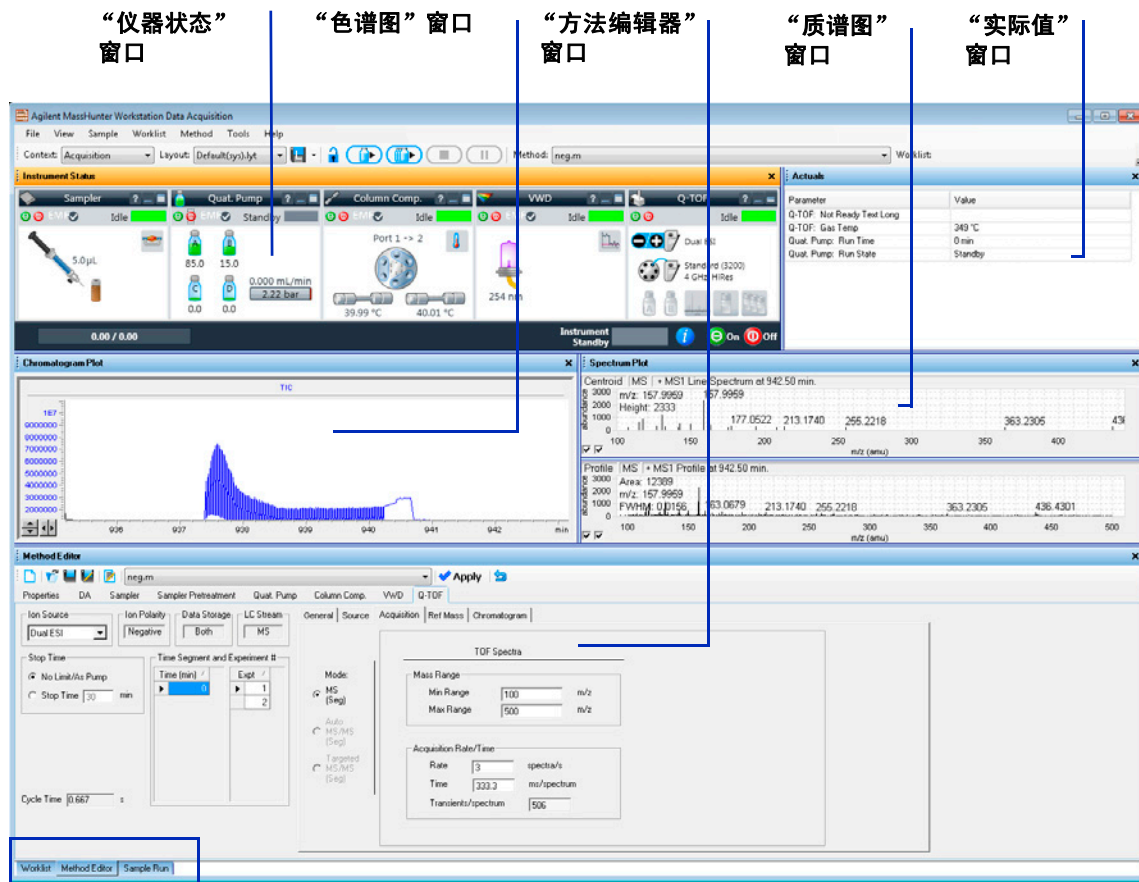 “仪器状态”
窗口
“色谱图”窗口
“方法编辑器”
窗口
“质谱图”
窗口
“实际值”
窗口
Agilent MassHunter Workstation Data Acquisition
File View Sample Worklist Method Tools Help
Context: Acquisition Layout: Default(sys).lyt Method: neg.m Worklist:
Instrument Status
Sampler
Idle
5.0µL
Quat. Pump
Standby
A B
85.0 15.0
C D
0.0 0.0
0.000 mL/min
2.22 bar
Column Comp.
Idle
Port 1 -> 2
39.99 °C 40.01 °C
VWD
Idle
254 nm
Q-TOF
Idle
Dual ESI
Standard (3200)
4 GHz HiRes
A B
0.00 / 0.00
Instrument
Standby
On Off
Actuals
Parameter Value
Q-TOF: Not Ready Text Long
Q-TOF: Gas Temp 349 °C
Quat. Pump: Run Time 0 min
Quat. Pump: Run State Standby
Chromatogram Plot
TIC
1E7
9000000
8000000
7000000
6000000
5000000
4000000
3000000
2000000
936 937 938 939 940 941 942 min
Spectrum Plot
Centroid MS + MS1 Line Spectrum at 942.50 min.
abundance
3000
2000
1000
0
m/z: 157.9959
Height: 2333
157.9959
177.0522 213.1740 255.2218 363.2305
100 150 200 250 300 350 400
m/z (amu)
Profile MS + MS1 Profile at 942.50 min.
abundance
3000
2000
1000
0
Area: 12389
m/z: 157.9959
FWHM: 0.0156
163.0679 213.1740 255.2218 363.2305 436.4301
100 150 200 250 300 350 400 450 500
m/z (amu)
Method Editor
neg.m Apply
Properties DA Sampler Sampler Pretreatment Quat. Pump Column Comp. VWD Q-TOF
Ion Source
Dual ESI
Ion Polarity
Negative
Data Storage
Both
LC Stream
MS
Stop Time
No Limit/As Pump
Stop Time 30 min
Time Segment and Experiment #
Time (min)
0
Expt
1
2
Cycle Time 0.667 s
General Source Acquisition Ref Mass Chromatogram
Mode:
MS
(Seg)
Auto
MS/MS
(Seg)
Targeted
MS/MS
(Seg)
TOF Spectra
Mass Range
Min Range 100 m/z
Max Range 500 m/z
Acquisition Rate/Time
Rate 3 spectra/s
Time 333.3 ms/spectrum
Transients/spectrum 506
Worklist Method Editor Sample Run